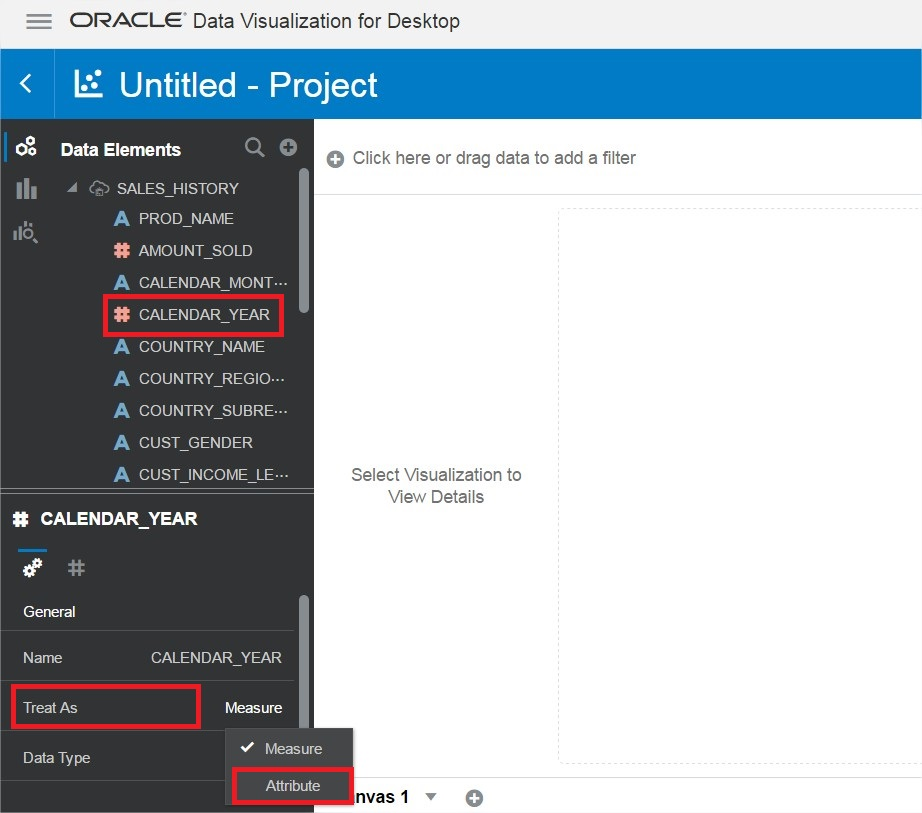 ORACLE Data Visualization for Desktop
Untitled - Project
Data Elements
Click here or drag data to add a filter
SALES_HISTORY
PROD_NAME
AMOUNT_SOLD
CALENDAR_MONT···
CALENDAR_YEAR
COUNTRY_NAME
COUNTRY_REGIO···
COUNTRY_SUBRE···
CUST_GENDER
CUST_INCOME_LE···
Select Visualization to
View Details
CALENDAR_YEAR
General
Name CALENDAR_YEAR
Treat As Measure
Measure
Data Type
Attribute
nvas 1